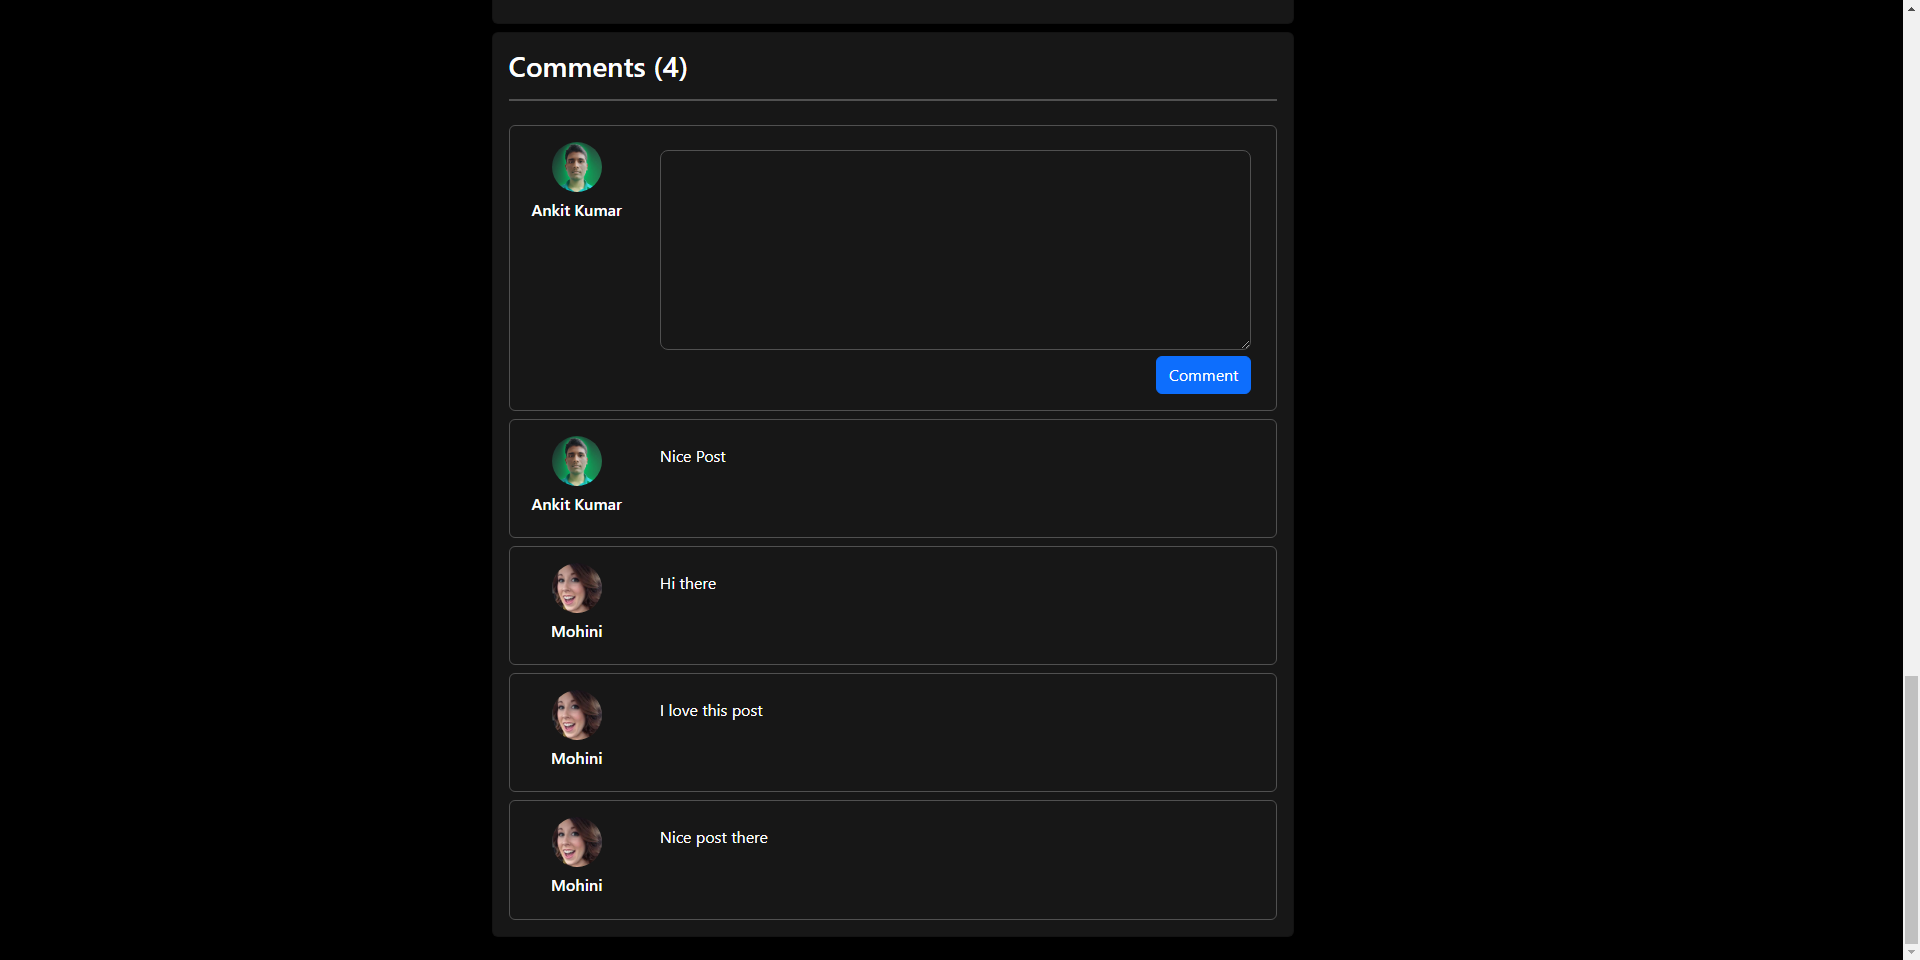 Comments (4)
Ankit Kumar
Comment
Nice Post
Ankit Kumar
Hi there
Mohini
I love this post
Mohini
Nice post there
Mohini